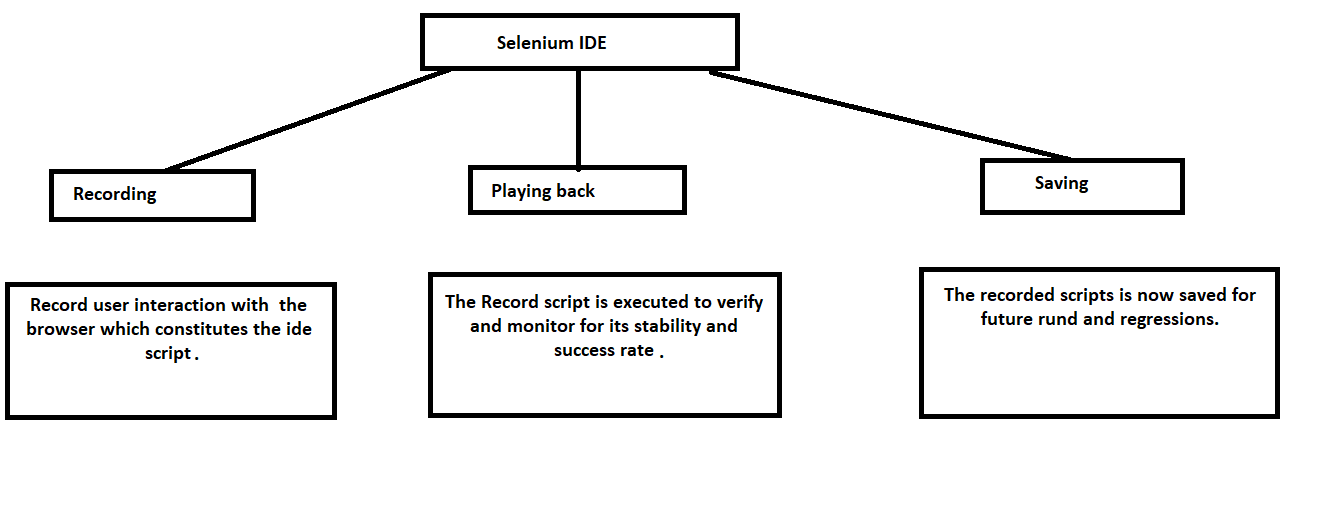 Selenium IDE
Recording
Playing back
Saving
Record user interaction with the
browser which constitutes the ide
script .
The Record script is executed to verify
and monitor for its stability and
success rate .
The recorded scripts is now saved for
future rund and regressions.